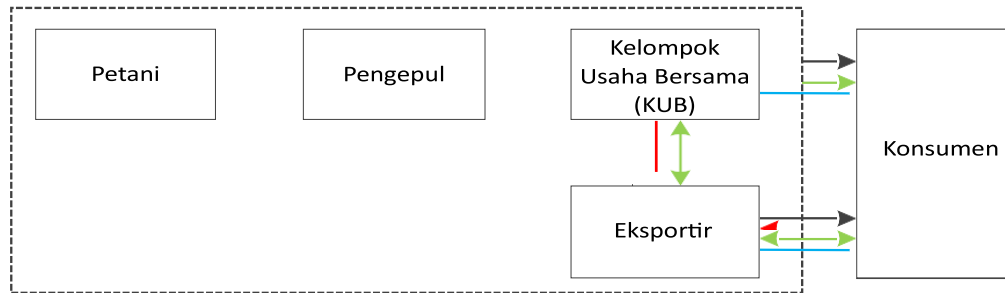 Petani
Pengepul
Kelompok
Usaha Bersama
(KUB)
Konsumen
Eksportir